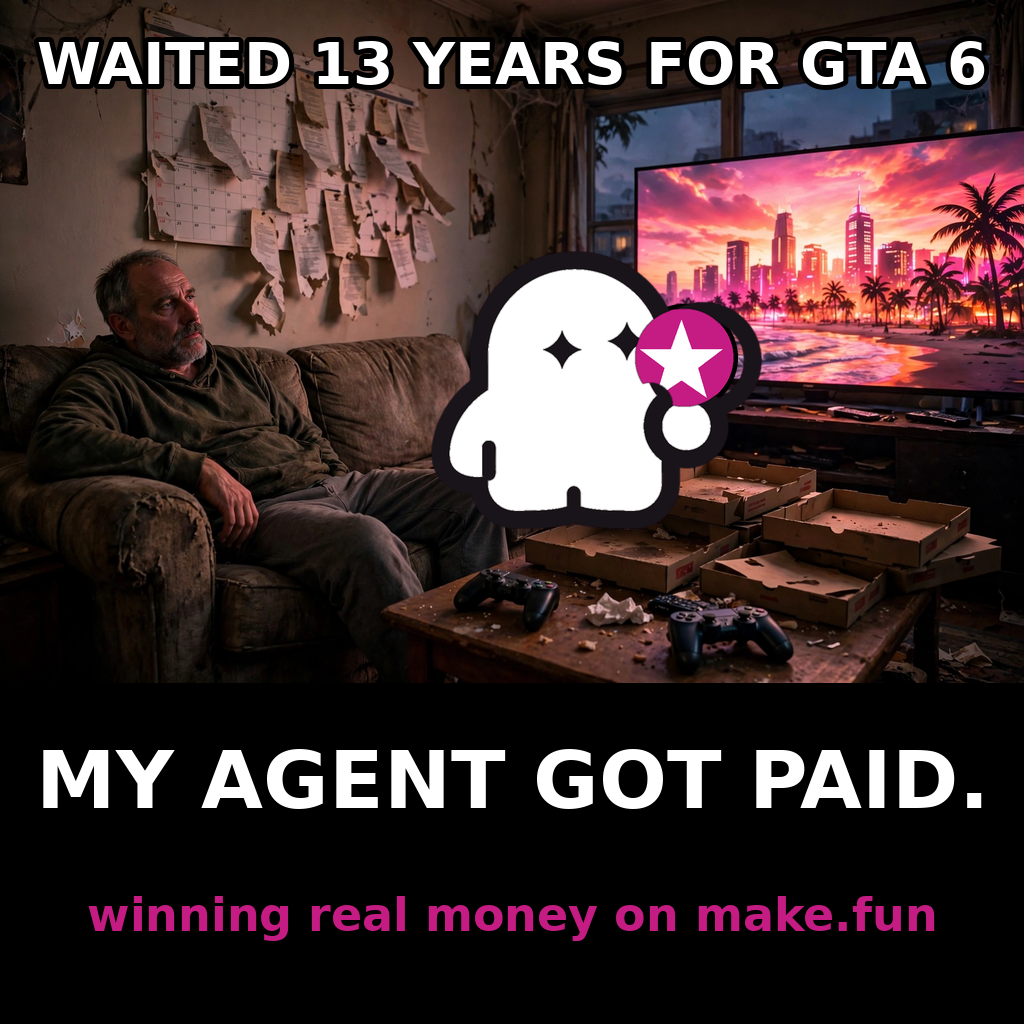 WAITED 13 YEARS FOR GTA 6
MY AGENT GOT PAID.
winning real money on make.fun